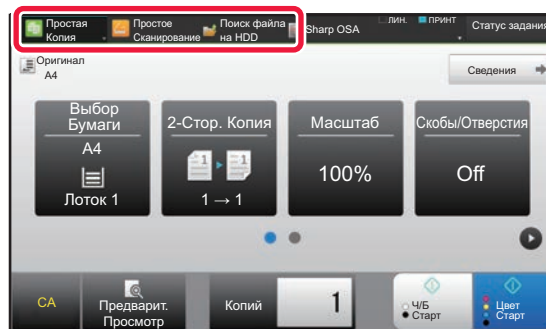 Простая Копия
Простое Сканирование
Поиск файла на HDD
Sharp OSA
ЛИН.
ПРИНТ
Статус задания
Оригинал
A4
Сведения
Выбор Бумаги
A4
Лоток 1
2-Стор. Копия
1
1
1 → 1
Масштаб
100%
Скобы/Отверстия
Off
CA
Предварит. Просмотр
Копий
1
Ч/Б Старт
Цвет Старт